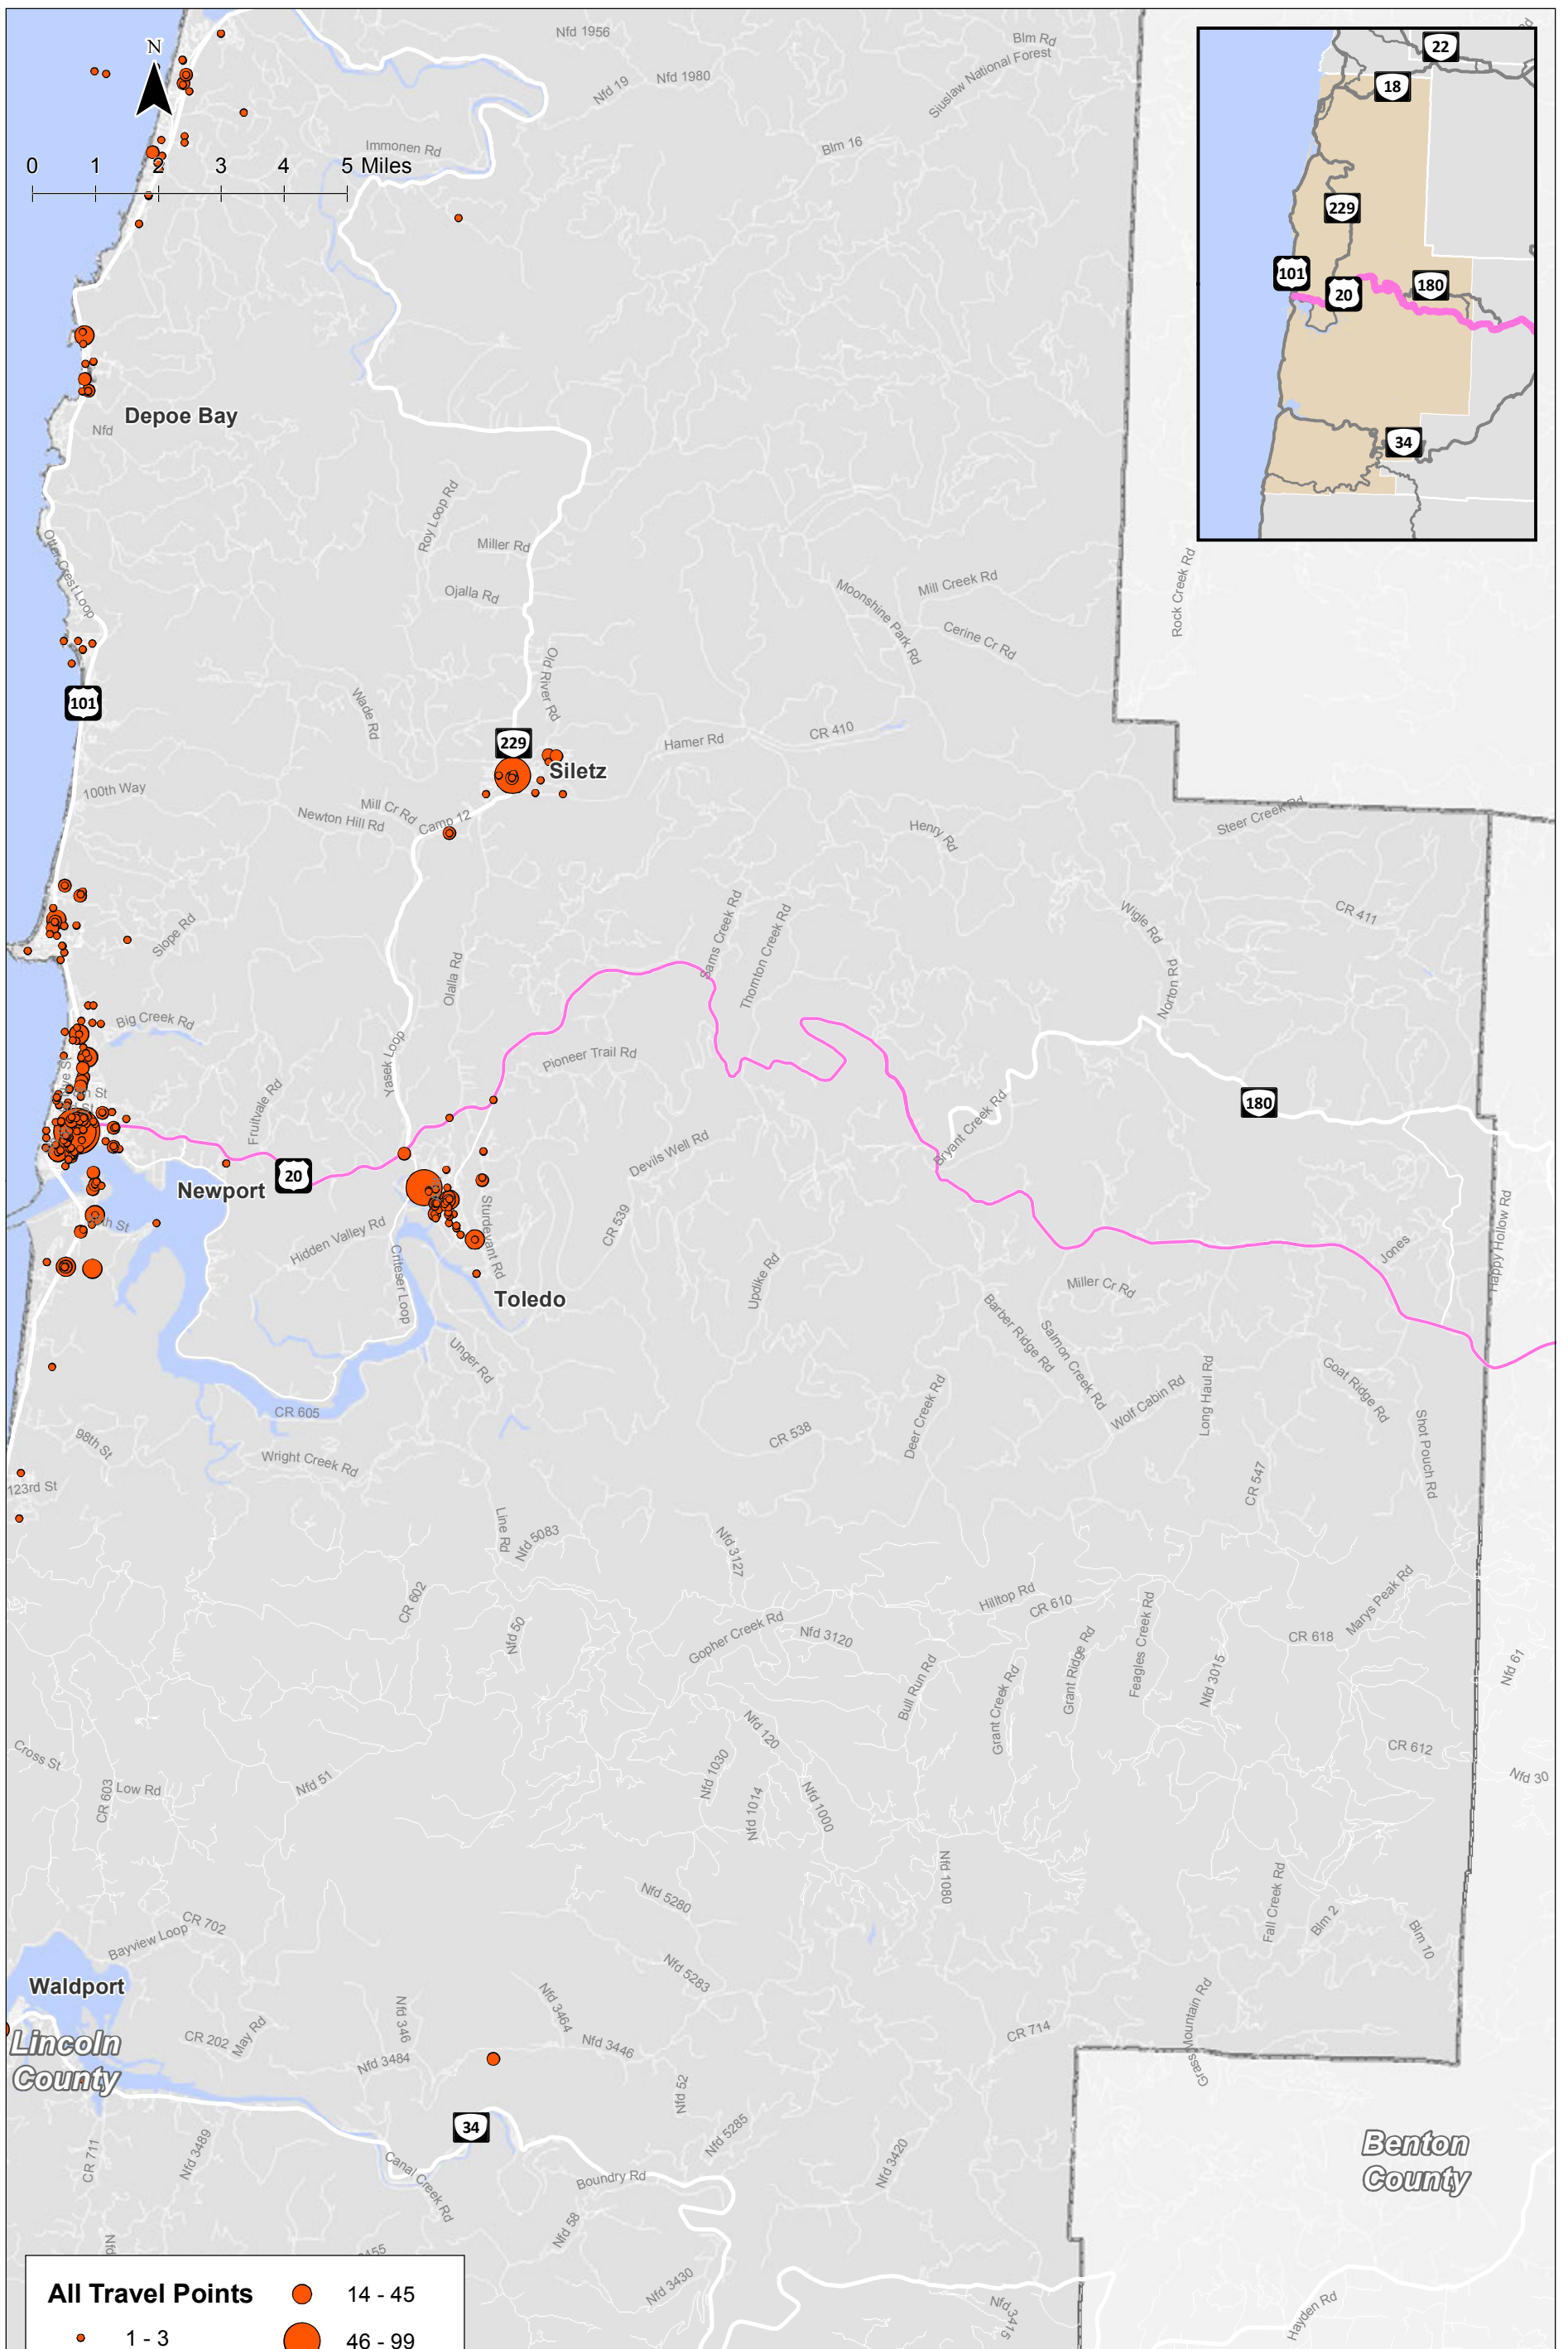 Nfd 1956
Blm Rd
Siuslaw National Forest
Nfd 1980
Nfd 19
22
18
N
Immonen Rd
Blm 16
0 1 2 3 4 5 Miles
229
101
20
180
34
Depoe Bay
Nfd
Otter Crest Loop
Roy Loop Rd
Miller Rd
Ojalla Rd
Mill Creek Rd
Moonshine Park Rd
Cerine Cr Rd
Rock Creek Rd
Old River Rd
Wade Rd
101
229
Siletz
Hamer Rd
CR 410
100th Way
Mill Cr Rd
Newton Hill Rd
Camp 12
Henry Rd
Steer Creek Rd
Slope Rd
Olalla Rd
Sams Creek Rd
Thornton Creek Rd
Wigle Rd
CR 411
Norton Rd
Big Creek Rd
Yasek Loop
Pioneer Trail Rd
Fruitvale Rd
Bryant Creek Rd
180
Devils Well Rd
20
Newport
Hidden Valley Rd
Sturdevant Rd
CR 539
Criteser Loop
Toledo
Updike Rd
Jones
Happy Hollow Rd
Miller Cr Rd
Barber Ridge Rd
Salmon Creek Rd
Unger Rd
Wolf Cabin Rd
Long Haul Rd
Goat Ridge Rd
Shot Pouch Rd
CR 605
Deer Creek Rd
CR 538
98th St
Wright Creek Rd
CR 547
123rd St
Line Rd
Nfd 5083
Nfd 3127
CR 602
Hilltop Rd
CR 610
Marys Peak Rd
Nfd 50
Gopher Creek Rd
Nfd 3120
Feagles Creek Rd
CR 618
Bull Run Rd
Grant Creek Rd
Grant Ridge Rd
Nfd 3015
Nfd 61
Nfd 120
Cross St
CR 603
Low Rd
Nfd 51
Nfd 1030
Nfd 1014
Nfd 1000
CR 612
Nfd 30
Nfd 1080
Nfd 5280
Fall Creek Rd
Blm 2
Blm 10
CR 702
Bayview Loop
Nfd 5283
Waldport
Nfd 346
Nfd 3464
Grass Mountain Rd
CR 202
May Rd
Nfd 3484
Nfd 3446
CR 714
Lincoln
County
Nfd 52
34
Nfd 5285
CR 711
Nfd 3489
Canal Creek Rd
Boundry Rd
Nfd 3420
Benton
County
Nfd 58
Nfd 3430
Nfd 3415
Hayden Rd
All Travel Points
14 - 45
1 - 3
46 - 99